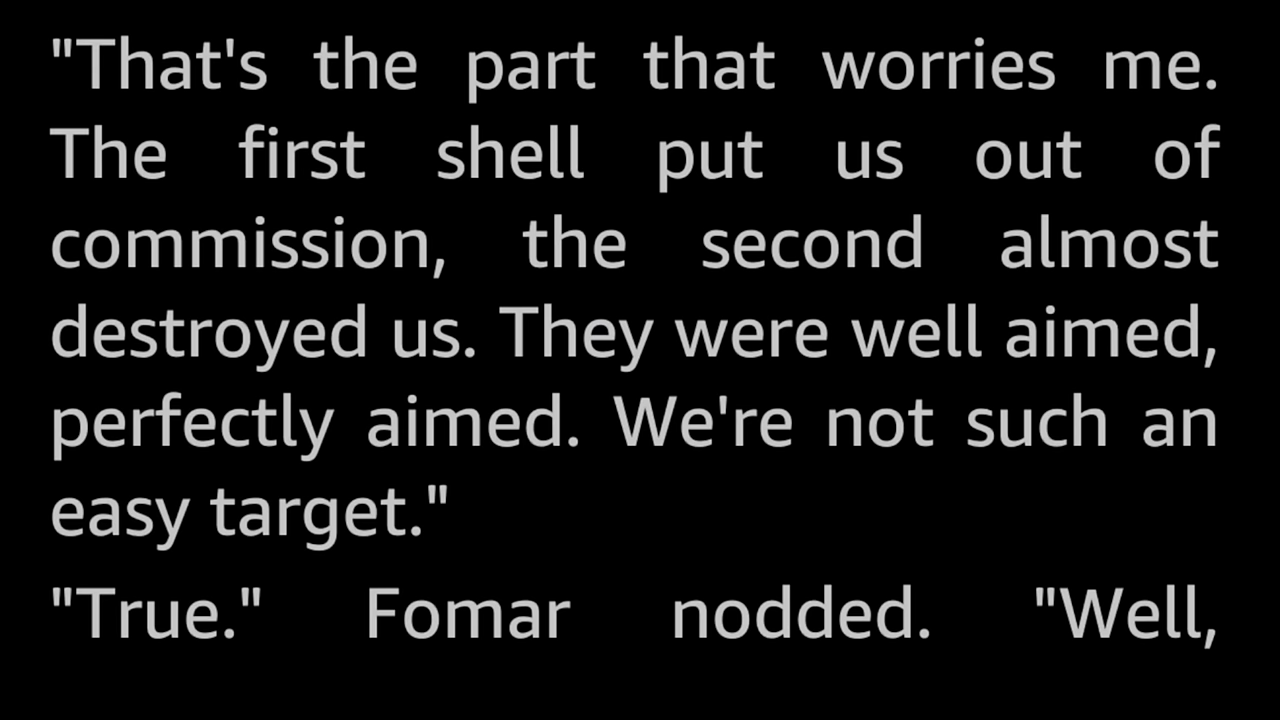 "That's the part that worries me.
The first shell put us out of
commission, the second almost
destroyed us. They were well aimed,
perfectly aimed. We're not such an
easy target."
"True." Fomar nodded. "Well,